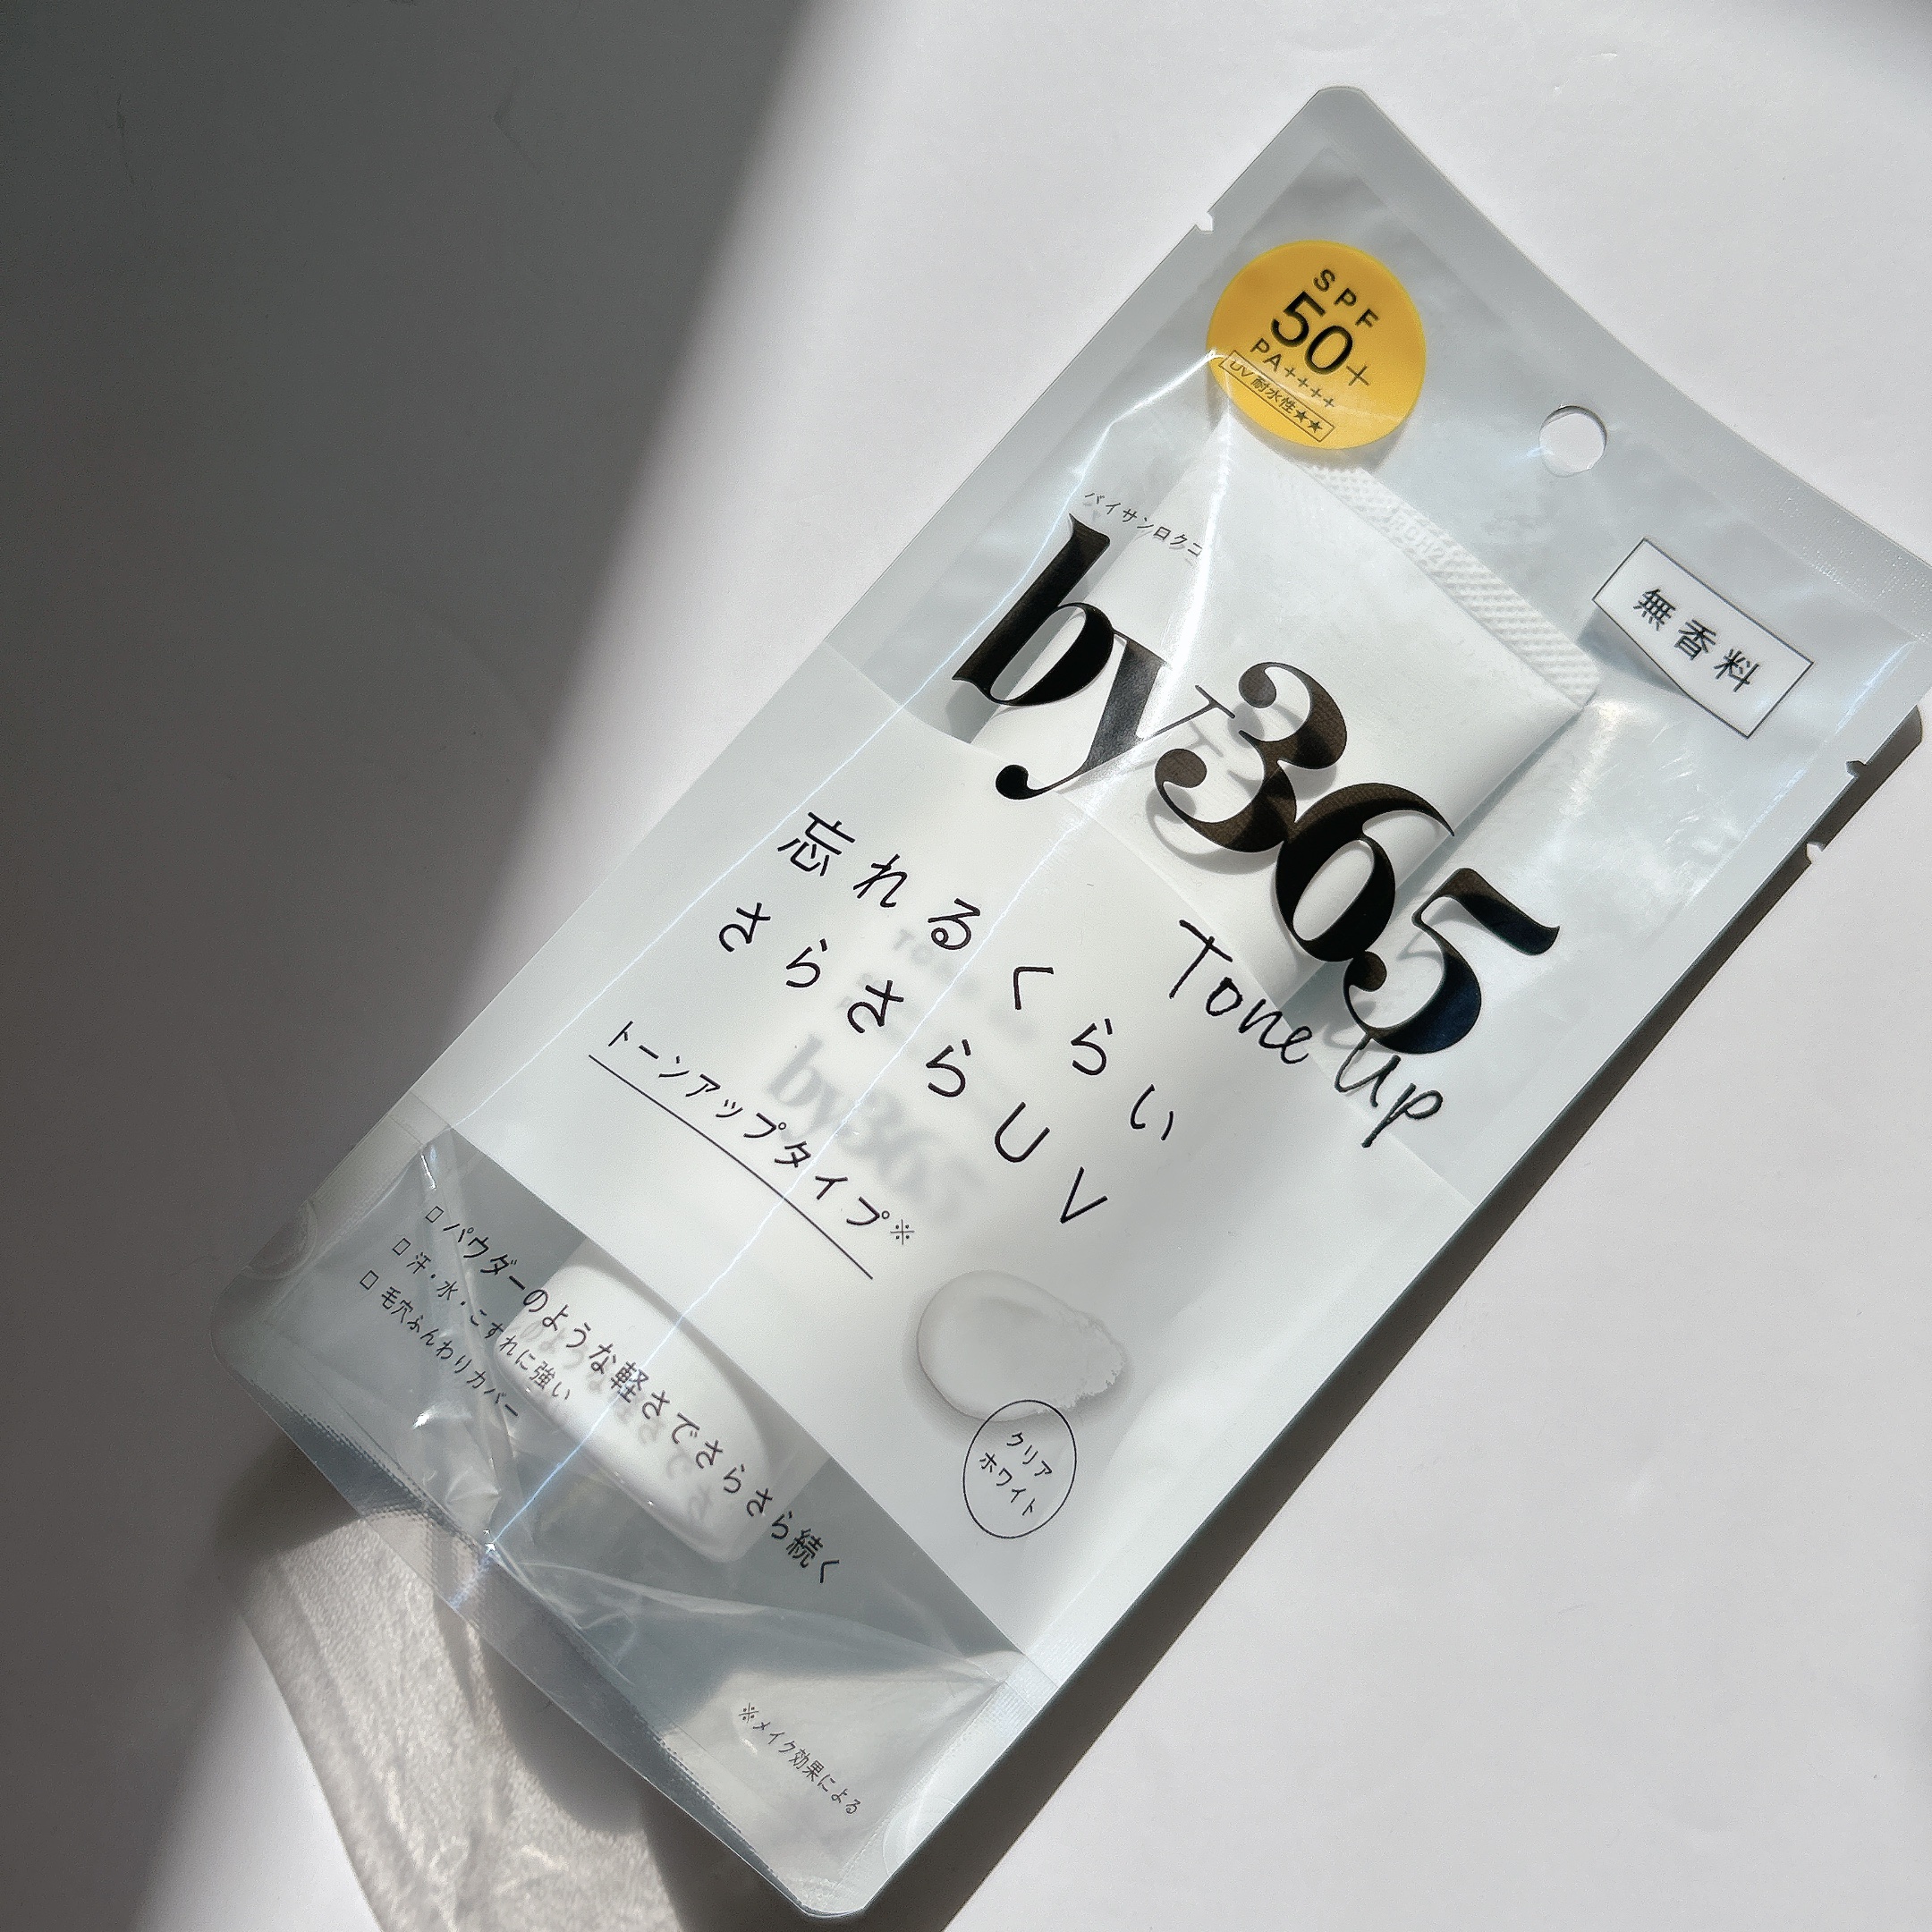 SPF
50+
PA++++
UV耐水性★★
無香料
バイサンロクゴ
by365
Tone Up
忘れるくらい
さらさらUV
トーンアップタイプ※
クリア
ホワイト
□ パウダーのような軽さでさらさら続く
□ 汗・水・こすれに強い
□ 毛穴ふんわりカバー
※メイク効果による
by365